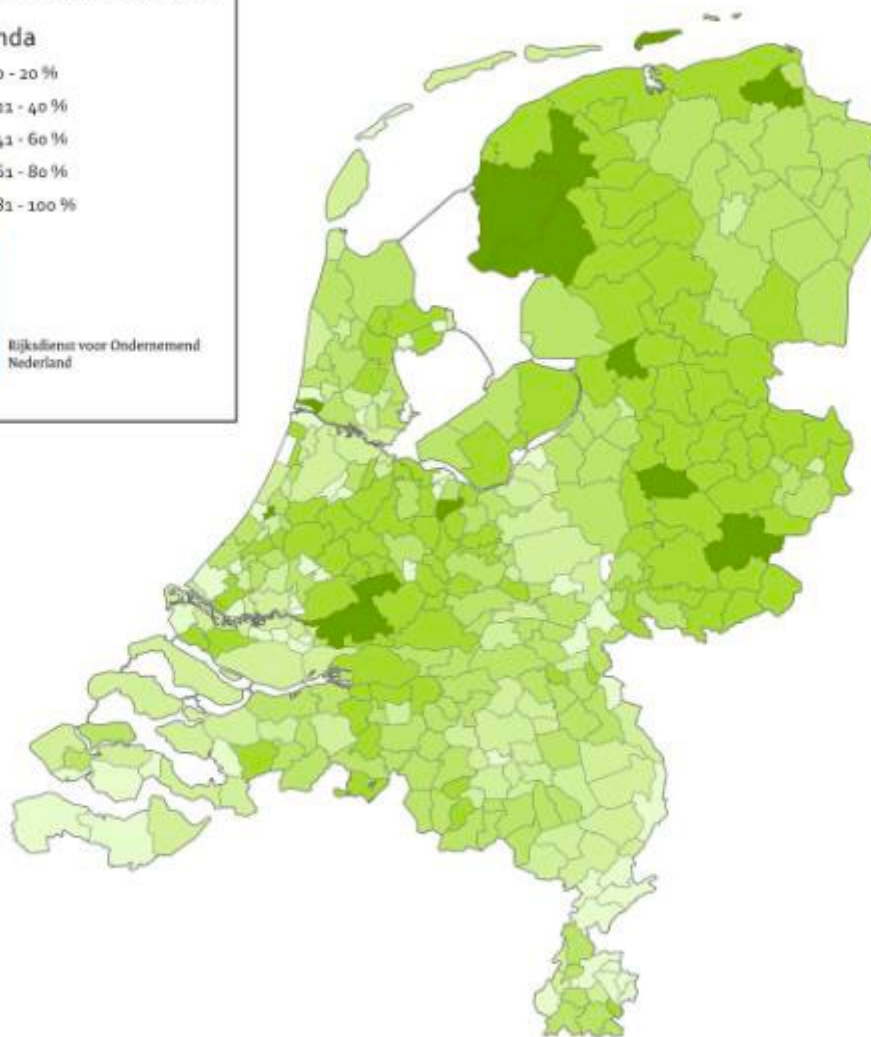 nda
0 - 20 %
21 - 40 %
41 - 60 %
61 - 80 %
81 - 100 %
Rijksdienst voor Ondernemend
Nederland